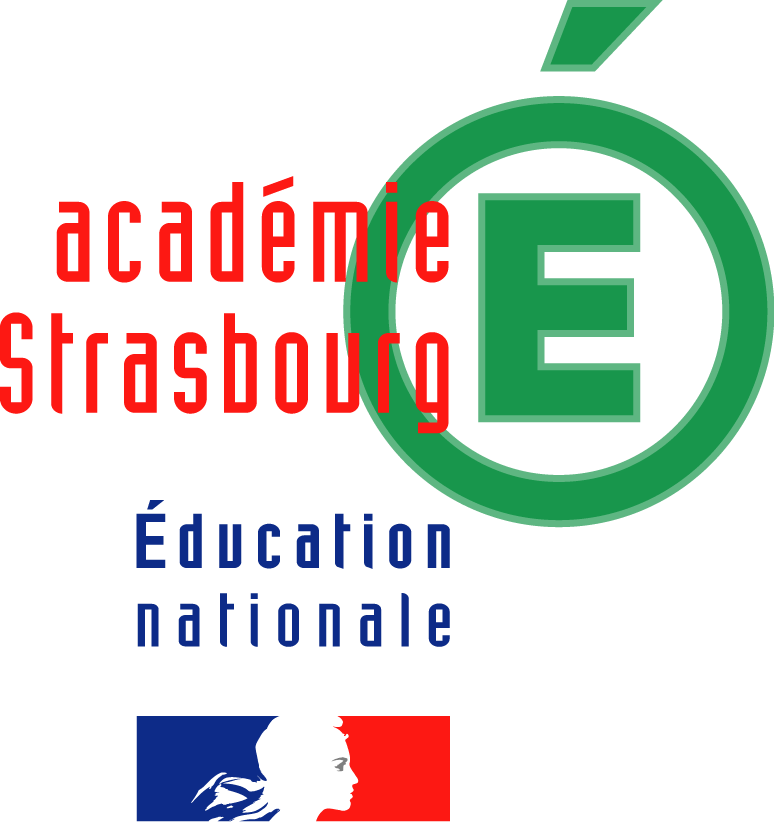 É
académie
Strasbourg
Éducation
nationale